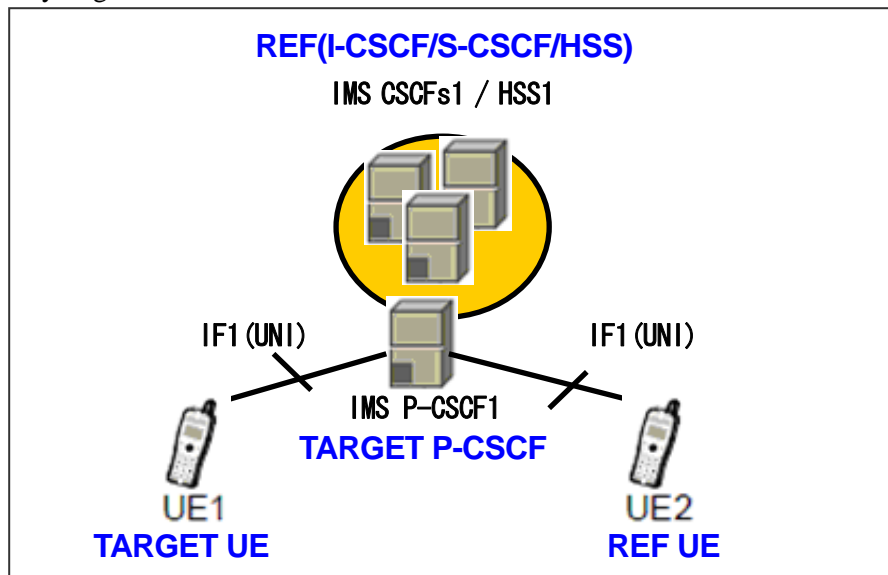 REF(I-CSCF/S-CSCF/HSS)
IMS CSCFs1 / HSS1
IF1(UNI)
IF1(UNI)
IMS P-CSCF1
TARGET P-CSCF
UE1
UE2
TARGET UE
REF UE